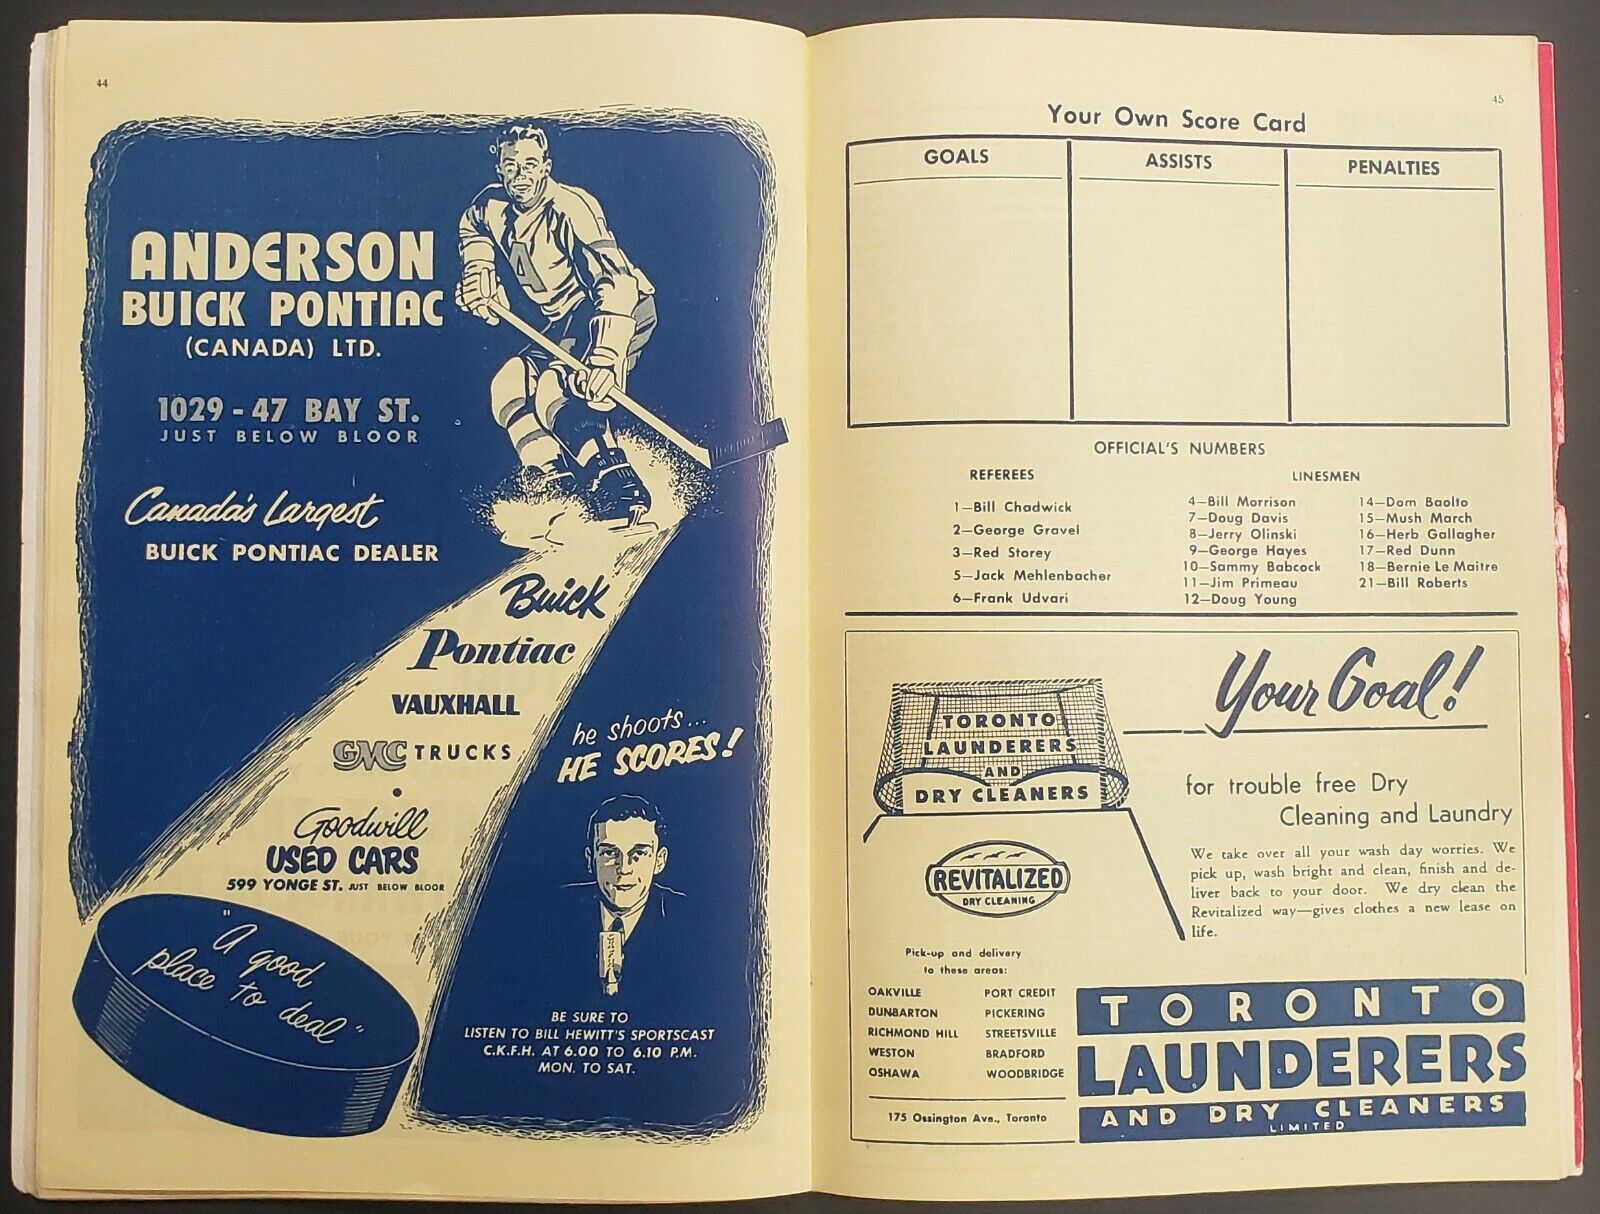 44
ANDERSON
BUICK PONTIAC
(CANADA) LTD.
1029 - 47 BAY ST.
JUST BELOW BLOOR
Canada's Largest
BUICK PONTIAC DEALER
A
Buick
Pontiac
VAUXHALL
GMC TRUCKS
•
Goodwill
USED CARS
599 YONGE ST. JUST BELOW BLOOR
"A good
place to deal"
he shoots...
HE SCORES!
BE SURE TO
LISTEN TO BILL HEWITT'S SPORTSCAST
C.K.F.H. AT 6.00 TO 6.10 P.M.
MON. TO SAT.
45
Your Own Score Card
GOALS ASSISTS PENALTIES
OFFICIAL'S NUMBERS
REFEREES
1—Bill Chadwick
2—George Gravel
3—Red Storey
5—Jack Mehlenbacher
6—Frank Udvari
LINESMEN
4—Bill Morrison
7—Doug Davis
8—Jerry Olinski
9—George Hayes
10—Sammy Babcock
11—Jim Primeau
12—Doug Young
14—Dom Baolto
15—Mush March
16—Herb Gallagher
17—Red Dunn
18—Bernie Le Maitre
21—Bill Roberts
TORONTO
LAUNDERERS
AND
DRY CLEANERS
Your Goal!
for trouble free Dry
Cleaning and Laundry
We take over all your wash day worries. We
pick up, wash bright and clean, finish and de-
liver back to your door. We dry clean the
Revitalized way—gives clothes a new lease on
life.
REVITALIZED
DRY CLEANING
Pick-up and delivery
to these areas:
OAKVILLE PORT CREDIT
DUNBARTON PICKERING
RICHMOND HILL STREETSVILLE
WESTON BRADFORD
OSHAWA WOODBRIDGE
175 Ossington Ave., Toronto
TORONTO
LAUNDERERS
AND DRY CLEANERS
LIMITED